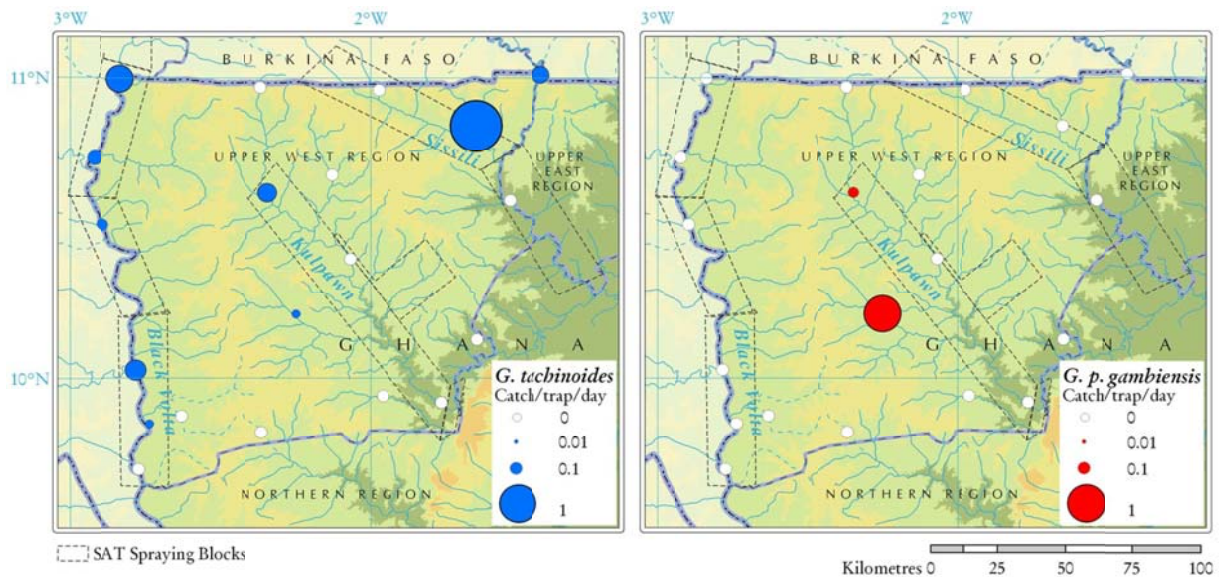 3°W 2°W 3°W 2°W
BURKINA FASO BURKINA FASO
11°N
Sissili Sissili
UPPER WEST REGION UPPER WEST REGION
UPPER EAST REGION UPPER EAST REGION
Kulpawn Kulpawn
Black Volta Black Volta
GHANA GHANA
10°N
NORTHERN REGION NORTHERN REGION
G. tachinoides
Catch/trap/day
0
0.01
0.1
1
G. p. gambiensis
Catch/trap/day
0
0.01
0.1
1
SAT Spraying Blocks
Kilometres 0 25 50 75 100